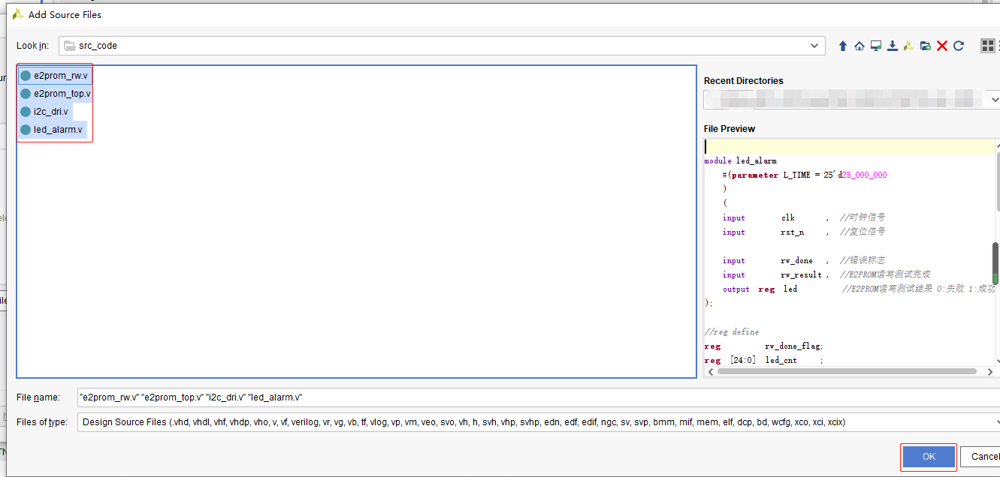 Add Source Files
Look in: src_code
e2prom_rw.v
e2prom_top.v
i2c_dri.v
led_alarm.v
Recent Directories
File Preview
module led_alarm
#(parameter L_TIME = 25'd25_000_000
)
(
input clk , //时钟信号
input rst_n , //复位信号
input rw_done , //错误标志
input rw_result , //E2PROM读写测试完成
output reg led //E2PROM读写测试结果 0:失败 1:成功
);
//reg define
reg rw_done_flag;
reg [24:0] led_cnt ;
File name: "e2prom_rw.v" "e2prom_top.v" "i2c_dri.v" "led_alarm.v"
Files of type: Design Source Files (.vhd, vhdl, vhf, vhdp, vho, v, vf, verilog, vr, vg, vb, tf, vlog, vp, vm, veo, svo, vh, h, svh, vhp, svhp, edn, edf, edif, ngc, sv, svp, bmm, mif, mem, elf, dcp, bd, wcfg, xco, xci, xcix)
OK
Cancel